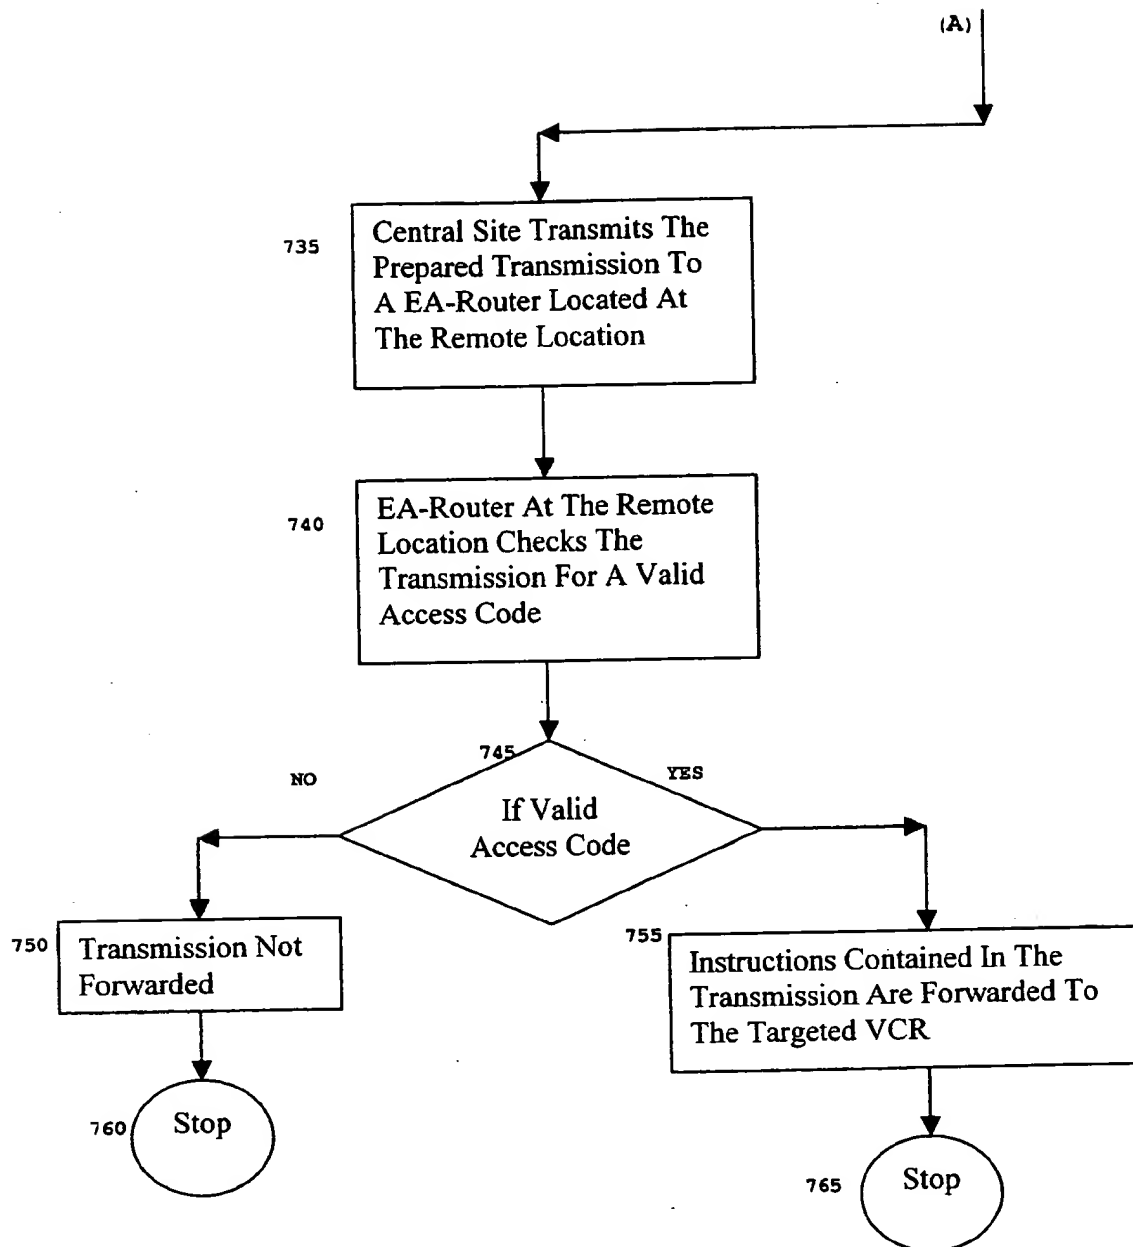 (A)
735
Central Site Transmits The
Prepared Transmission To
A EA-Router Located At
The Remote Location
740
EA-Router At The Remote
Location Checks The
Transmission For A Valid
Access Code
745
NO
YES
If Valid
Access Code
750
Transmission Not
Forwarded
755
Instructions Contained In The
Transmission Are Forwarded To
The Targeted VCR
760
Stop
765
Stop